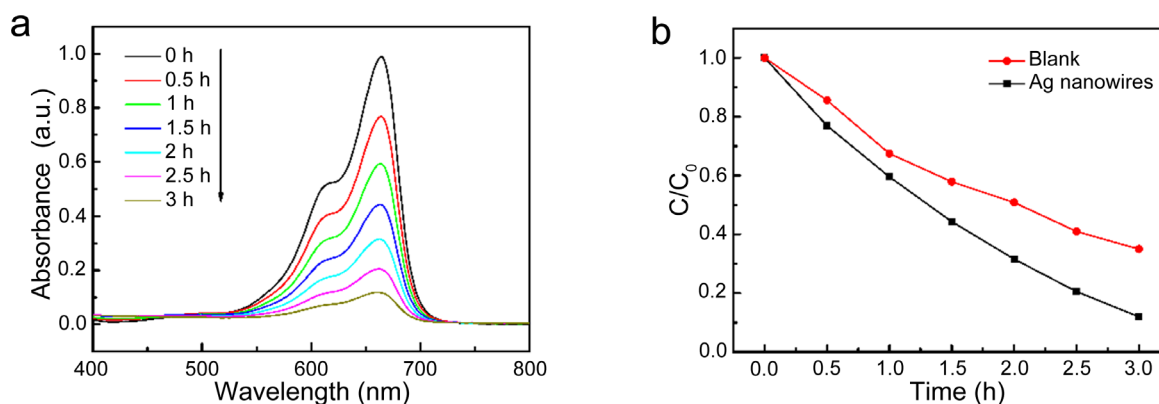 a
Absorbance (a.u.)
1.0
0.8
0.6
0.4
0.2
0.0
0 h
0.5 h
1 h
1.5 h
2 h
2.5 h
3 h
400
500
600
700
800
Wavelength (nm)
b
C/C0
1.0
0.8
0.6
0.4
0.2
0.0
Blank
Ag nanowires
0.0
0.5
1.0
1.5
2.0
2.5
3.0
Time (h)